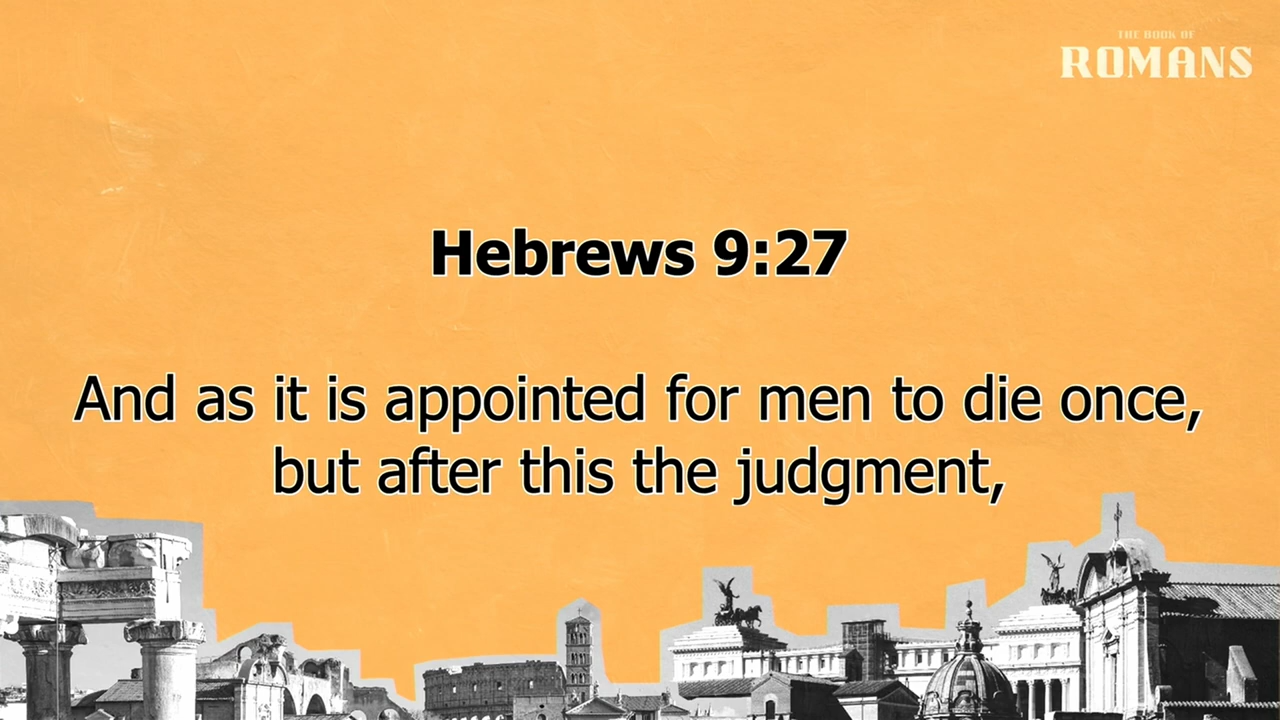 THE BOOK OF
ROMANS
Hebrews 9:27
And as it is appointed for men to die once,
but after this the judgment,